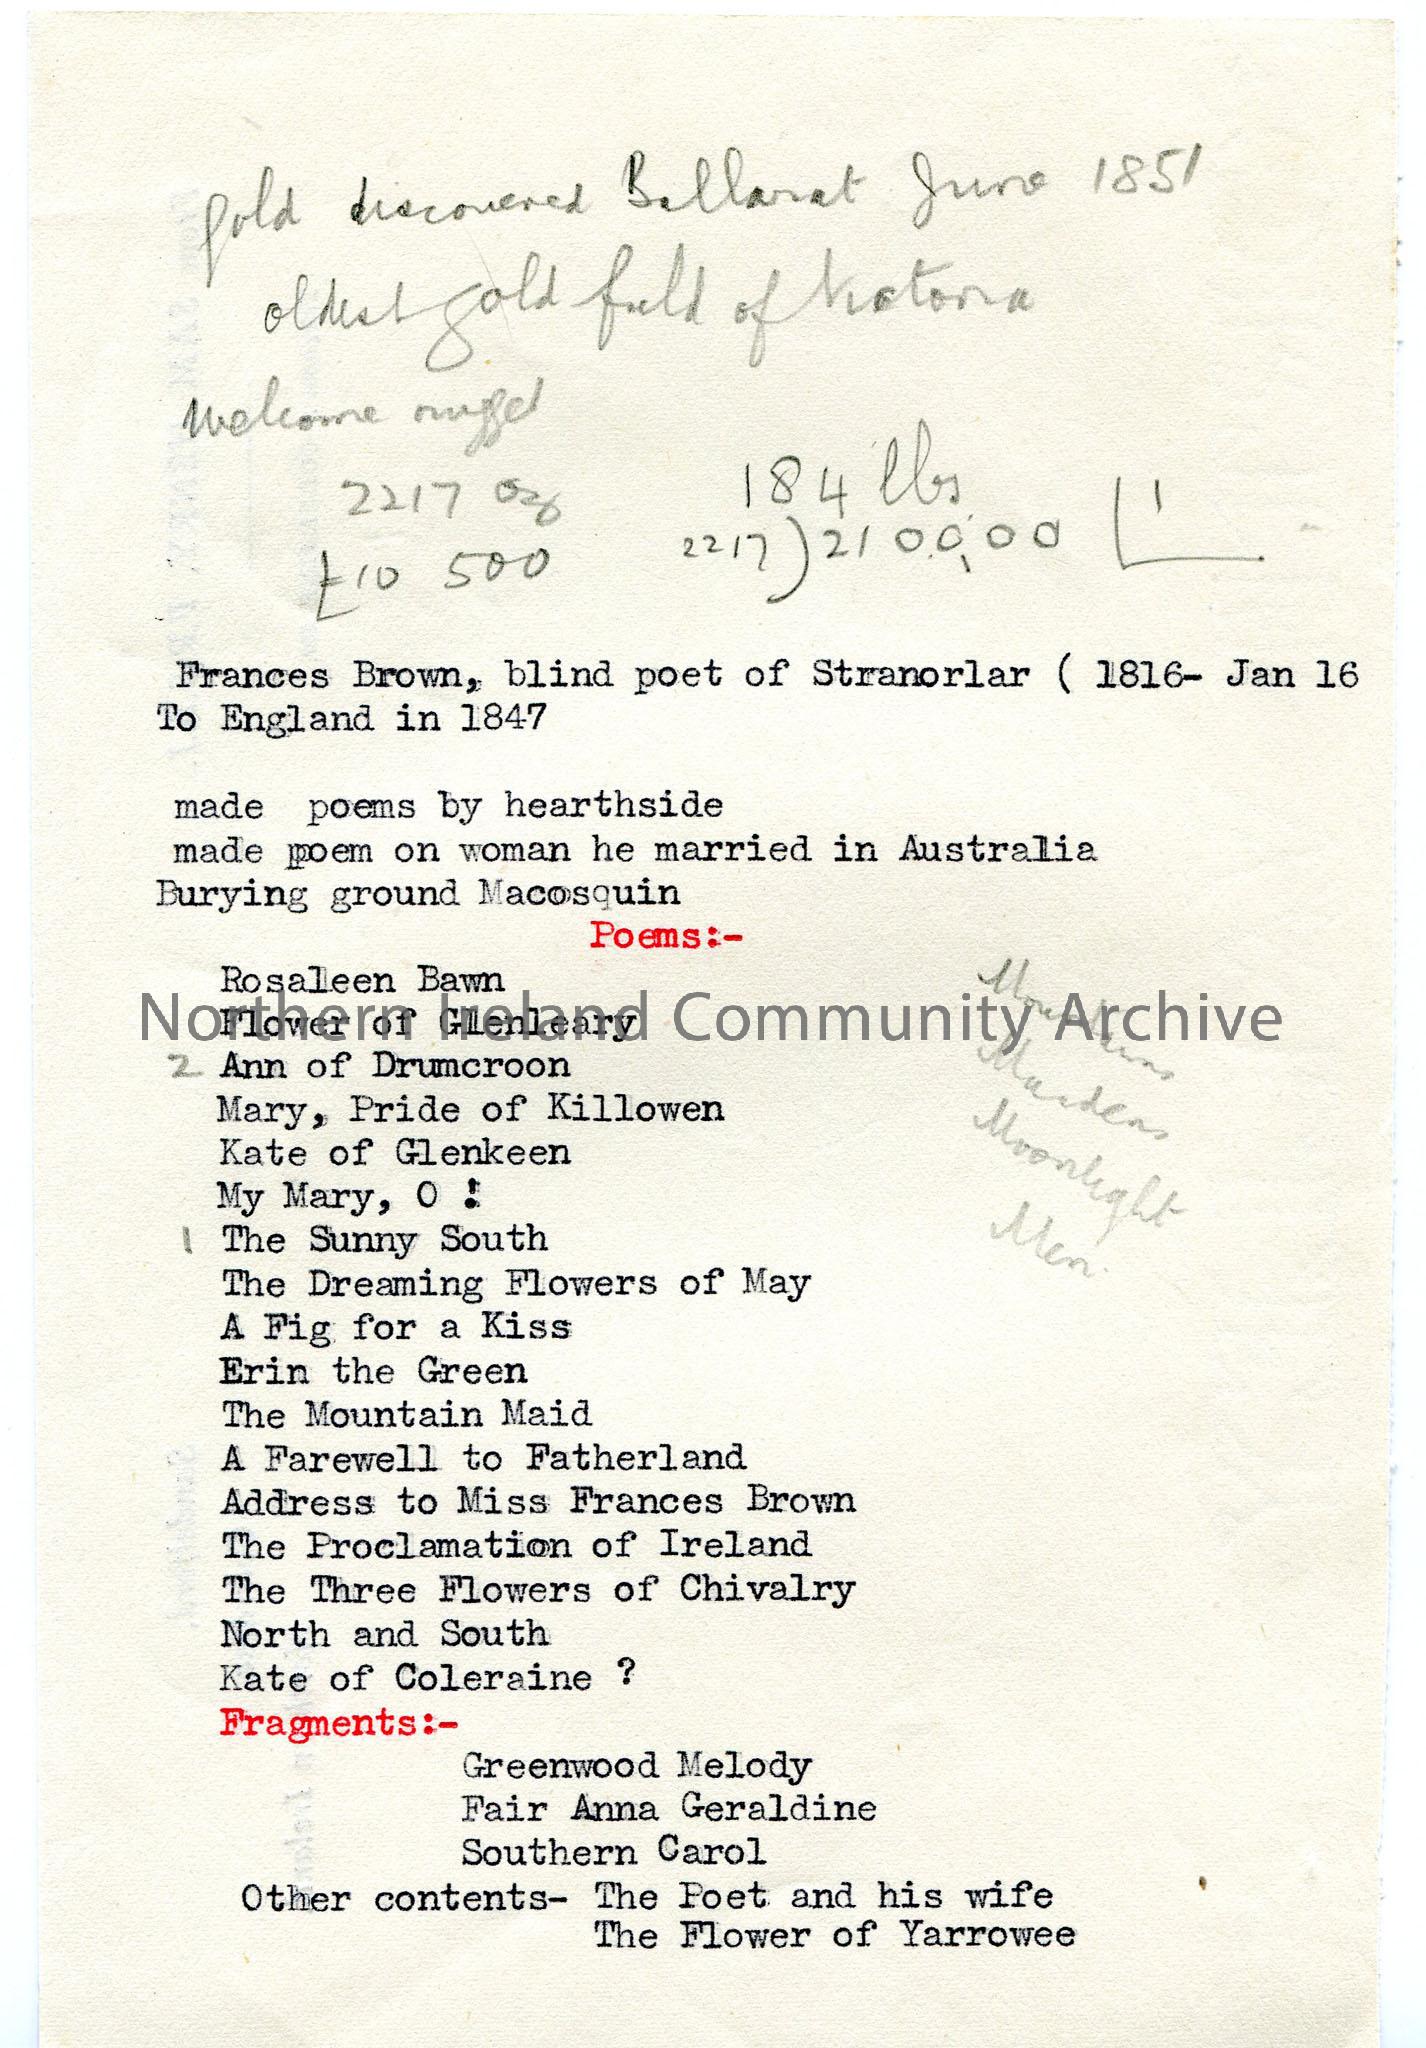 gold discovered Ballarat June 1851
oldest gold field of Victoria
Welcome nugget
2217 oz
184 lbs
£10 500
2217)210000
1
Frances Brown, blind poet of Stranorlar ( 1816- Jan 16
To England in 1847
made poems by hearthside
made poem on woman he married in Australia
Burying ground Macosquin
Poems:-
Rosaleen Bawn
Flower of Glenleary
2 Ann of Drumcroon
Mary, Pride of Killowen
Kate of Glenkeen
My Mary, O !
1 The Sunny South
The Dreaming Flowers of May
A Fig for a Kiss
Erin the Green
The Mountain Maid
A Farewell to Fatherland
Address to Miss Frances Brown
The Proclamation of Ireland
The Three Flowers of Chivalry
North and South
Kate of Coleraine ?
Mountains
Maidens
Moonlight
Men.
Fragments:-
Greenwood Melody
Fair Anna Geraldine
Southern Carol
Other contents- The Poet and his wife
The Flower of Yarrowee
Northern Ireland Community Archive